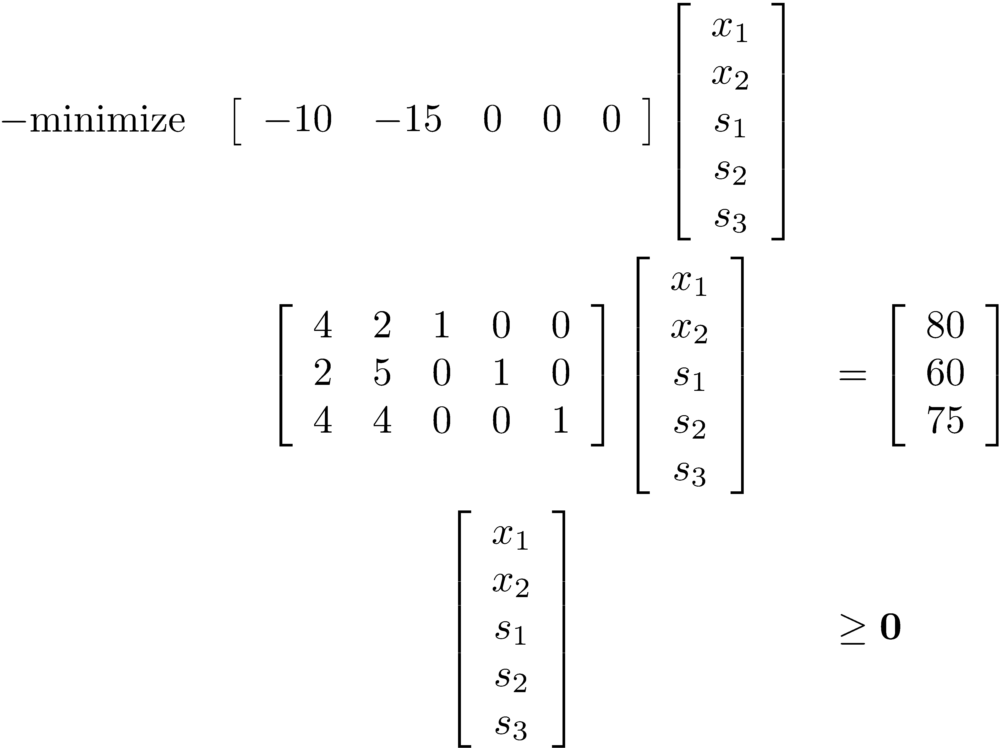 x₁
x₂
−minimize [ −10 −15 0 0 0 ] s₁
s₂
s₃
x₁
4 2 1 0 0 x₂ 80
2 5 0 1 0 s₁ = 60
4 4 0 0 1 s₂ 75
s₃
x₁
x₂
s₁ ≥ 0
s₂
s₃